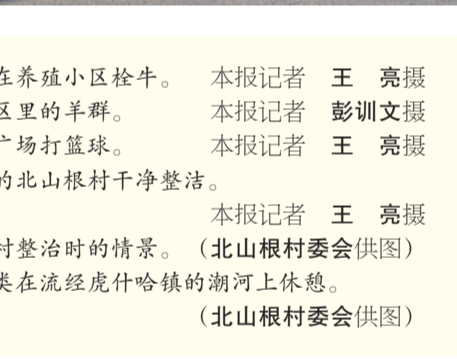 在养殖小区栓牛。 本报记者 王 亮摄
区里的羊群。 本报记者 彭训文摄
广场打篮球。 本报记者 王 亮摄
的北山根村干净整洁。
本报记者 王 亮摄
村整治时的情景。(北山根村委会供图)
类在流经虎什哈镇的潮河上休憩。
(北山根村委会供图)